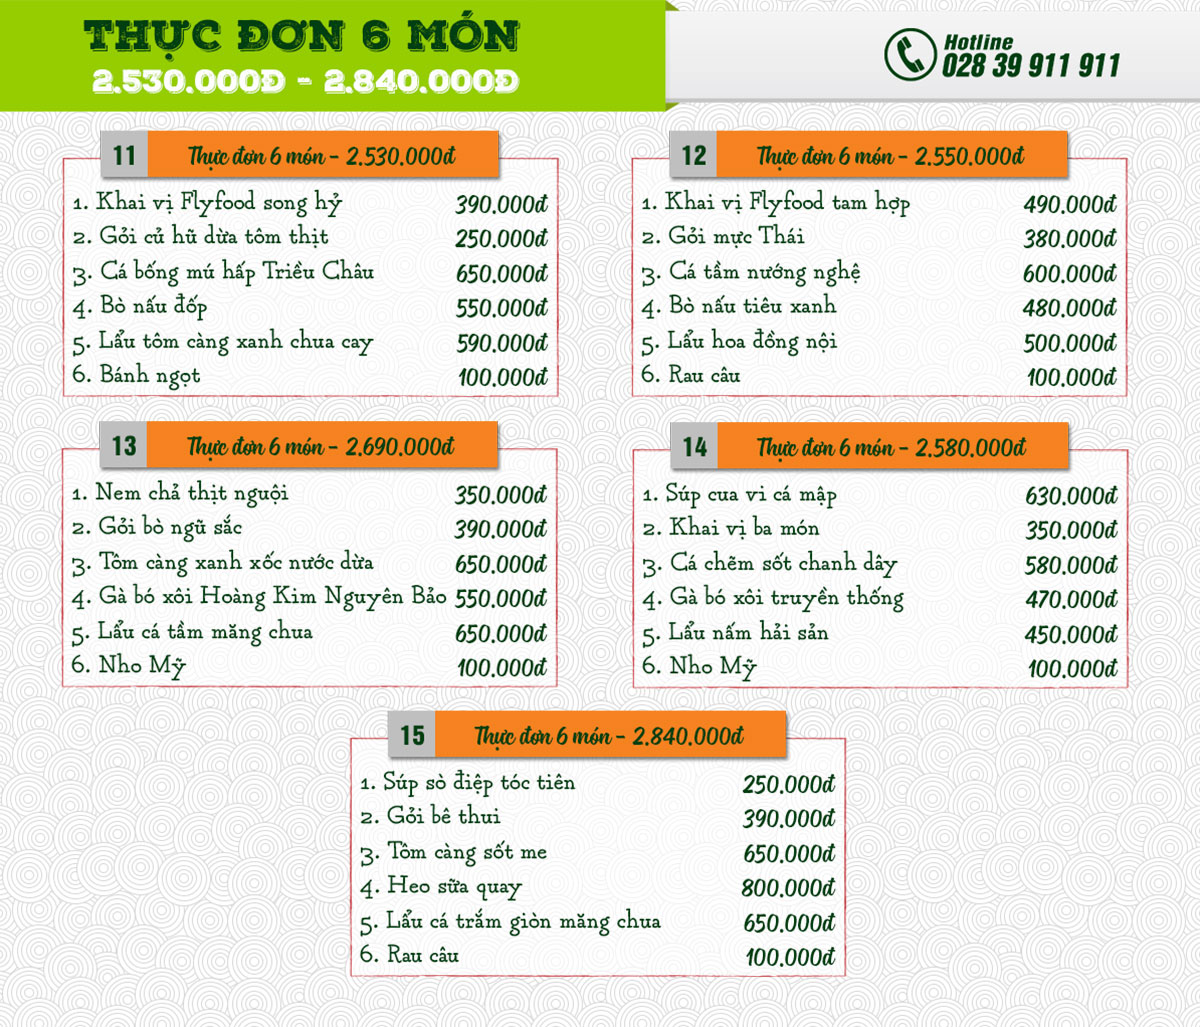 THỰC ĐƠN 6 MÓN
2.530.000Đ - 2.840.000Đ
Hotline
028 39 911 911
11 Thực đơn 6 món - 2.530.000đ
1. Khai vị Flyfood song hỷ 390.000đ
2. Gỏi củ hũ dừa tôm thịt 250.000đ
3. Cá bống mú hấp Triều Châu 650.000đ
4. Bò nấu đốp 550.000đ
5. Lẩu tôm càng xanh chua cay 590.000đ
6. Bánh ngọt 100.000đ
12 Thực đơn 6 món - 2.550.000đ
1. Khai vị Flyfood tam hợp 490.000đ
2. Gỏi mực Thái 380.000đ
3. Cá tầm nướng nghệ 600.000đ
4. Bò nấu tiêu xanh 480.000đ
5. Lẩu hoa đồng nội 500.000đ
6. Rau câu 100.000đ
13 Thực đơn 6 món - 2.690.000đ
1. Nem chả thịt nguội 350.000đ
2. Gỏi bò ngũ sắc 390.000đ
3. Tôm càng xanh xốc nước dừa 650.000đ
4. Gà bó xôi Hoàng Kim Nguyên Bảo 550.000đ
5. Lẩu cá tầm măng chua 650.000đ
6. Nho Mỹ 100.000đ
14 Thực đơn 6 món - 2.580.000đ
1. Súp cua vi cá mập 630.000đ
2. Khai vị ba món 350.000đ
3. Cá chẽm sốt chanh dây 580.000đ
4. Gà bó xôi truyền thống 470.000đ
5. Lẩu nấm hải sản 450.000đ
6. Nho Mỹ 100.000đ
15 Thực đơn 6 món - 2.840.000đ
1. Súp sò điệp tóc tiên 250.000đ
2. Gỏi bê thui 390.000đ
3. Tôm càng sốt me 650.000đ
4. Heo sữa quay 800.000đ
5. Lẩu cá trắm giòn măng chua 650.000đ
6. Rau câu 100.000đ